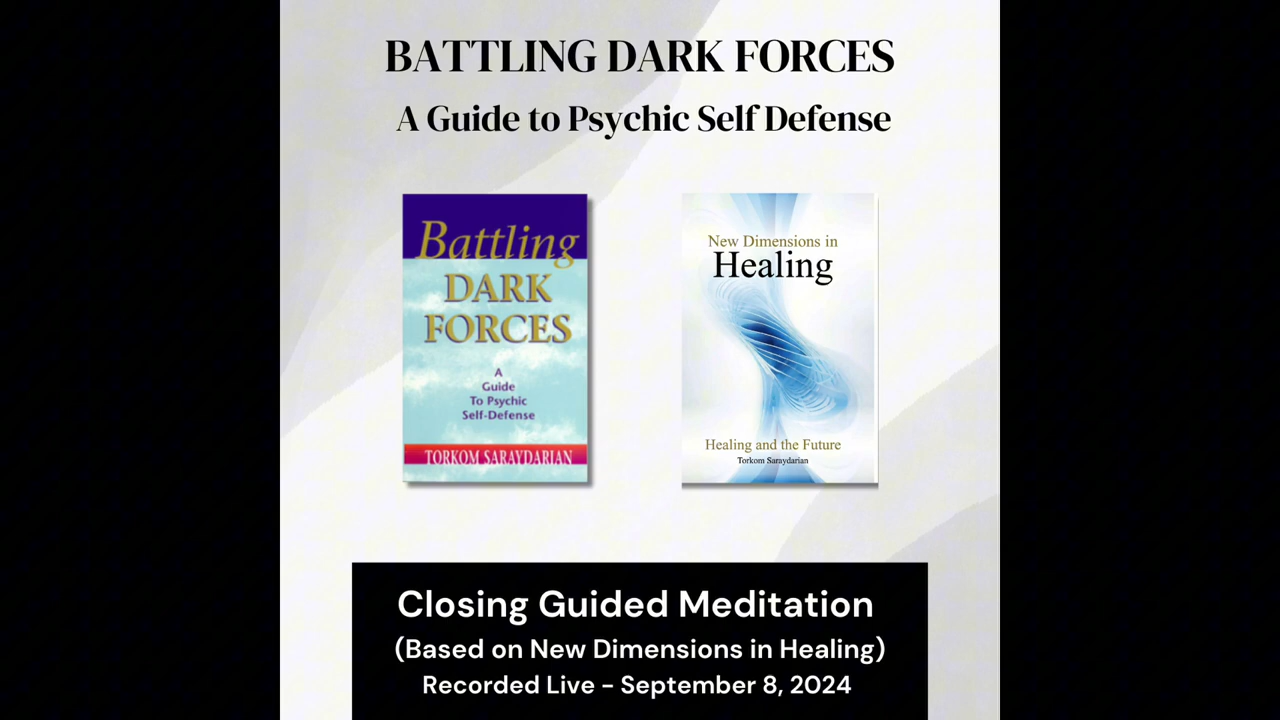 BATTLING DARK FORCES
A Guide to Psychic Self Defense
Battling
DARK
FORCES
A
Guide
To Psychic
Self-Defense
TORKOM SARAYDARIAN
New Dimensions in
Healing
Healing and the Future
Torkom Saraydarian
Closing Guided Meditation
(Based on New Dimensions in Healing)
Recorded Live - September 8, 2024